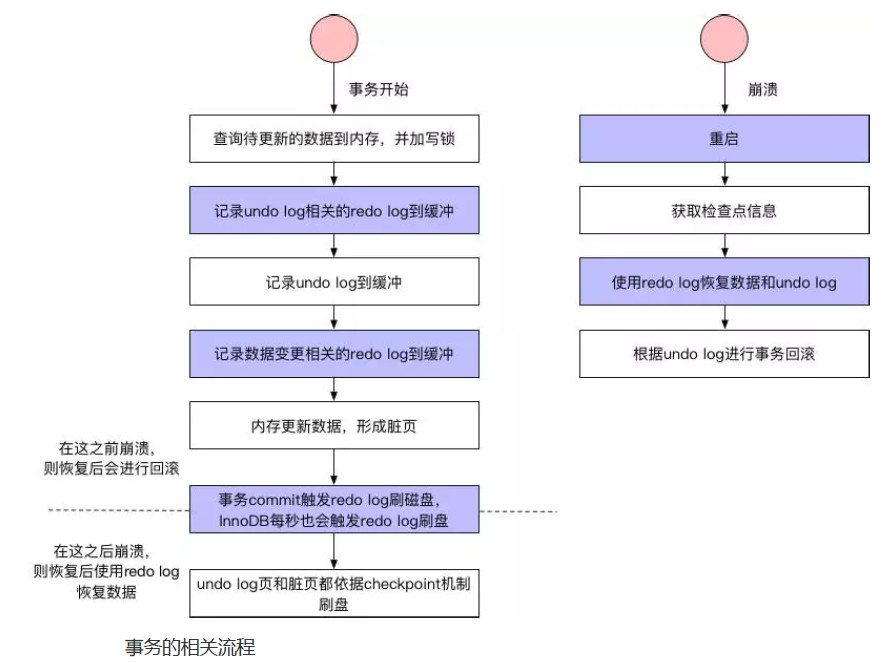 事务开始
查询待更新的数据到内存，并加写锁
记录undo log相关的redo log到缓冲
记录undo log到缓冲
记录数据变更相关的redo log到缓冲
内存更新数据，形成脏页
在这之前崩溃，
则恢复后会进行回滚
事务commit触发redo log刷磁盘，
InnoDB每秒也会触发redo log刷盘
在这之后崩溃，
则恢复后使用redo log
恢复数据
undo log页和脏页都依据checkpoint机制
刷盘
崩溃
重启
获取检查点信息
使用redo log恢复数据和undo log
根据undo log进行事务回滚
事务的相关流程